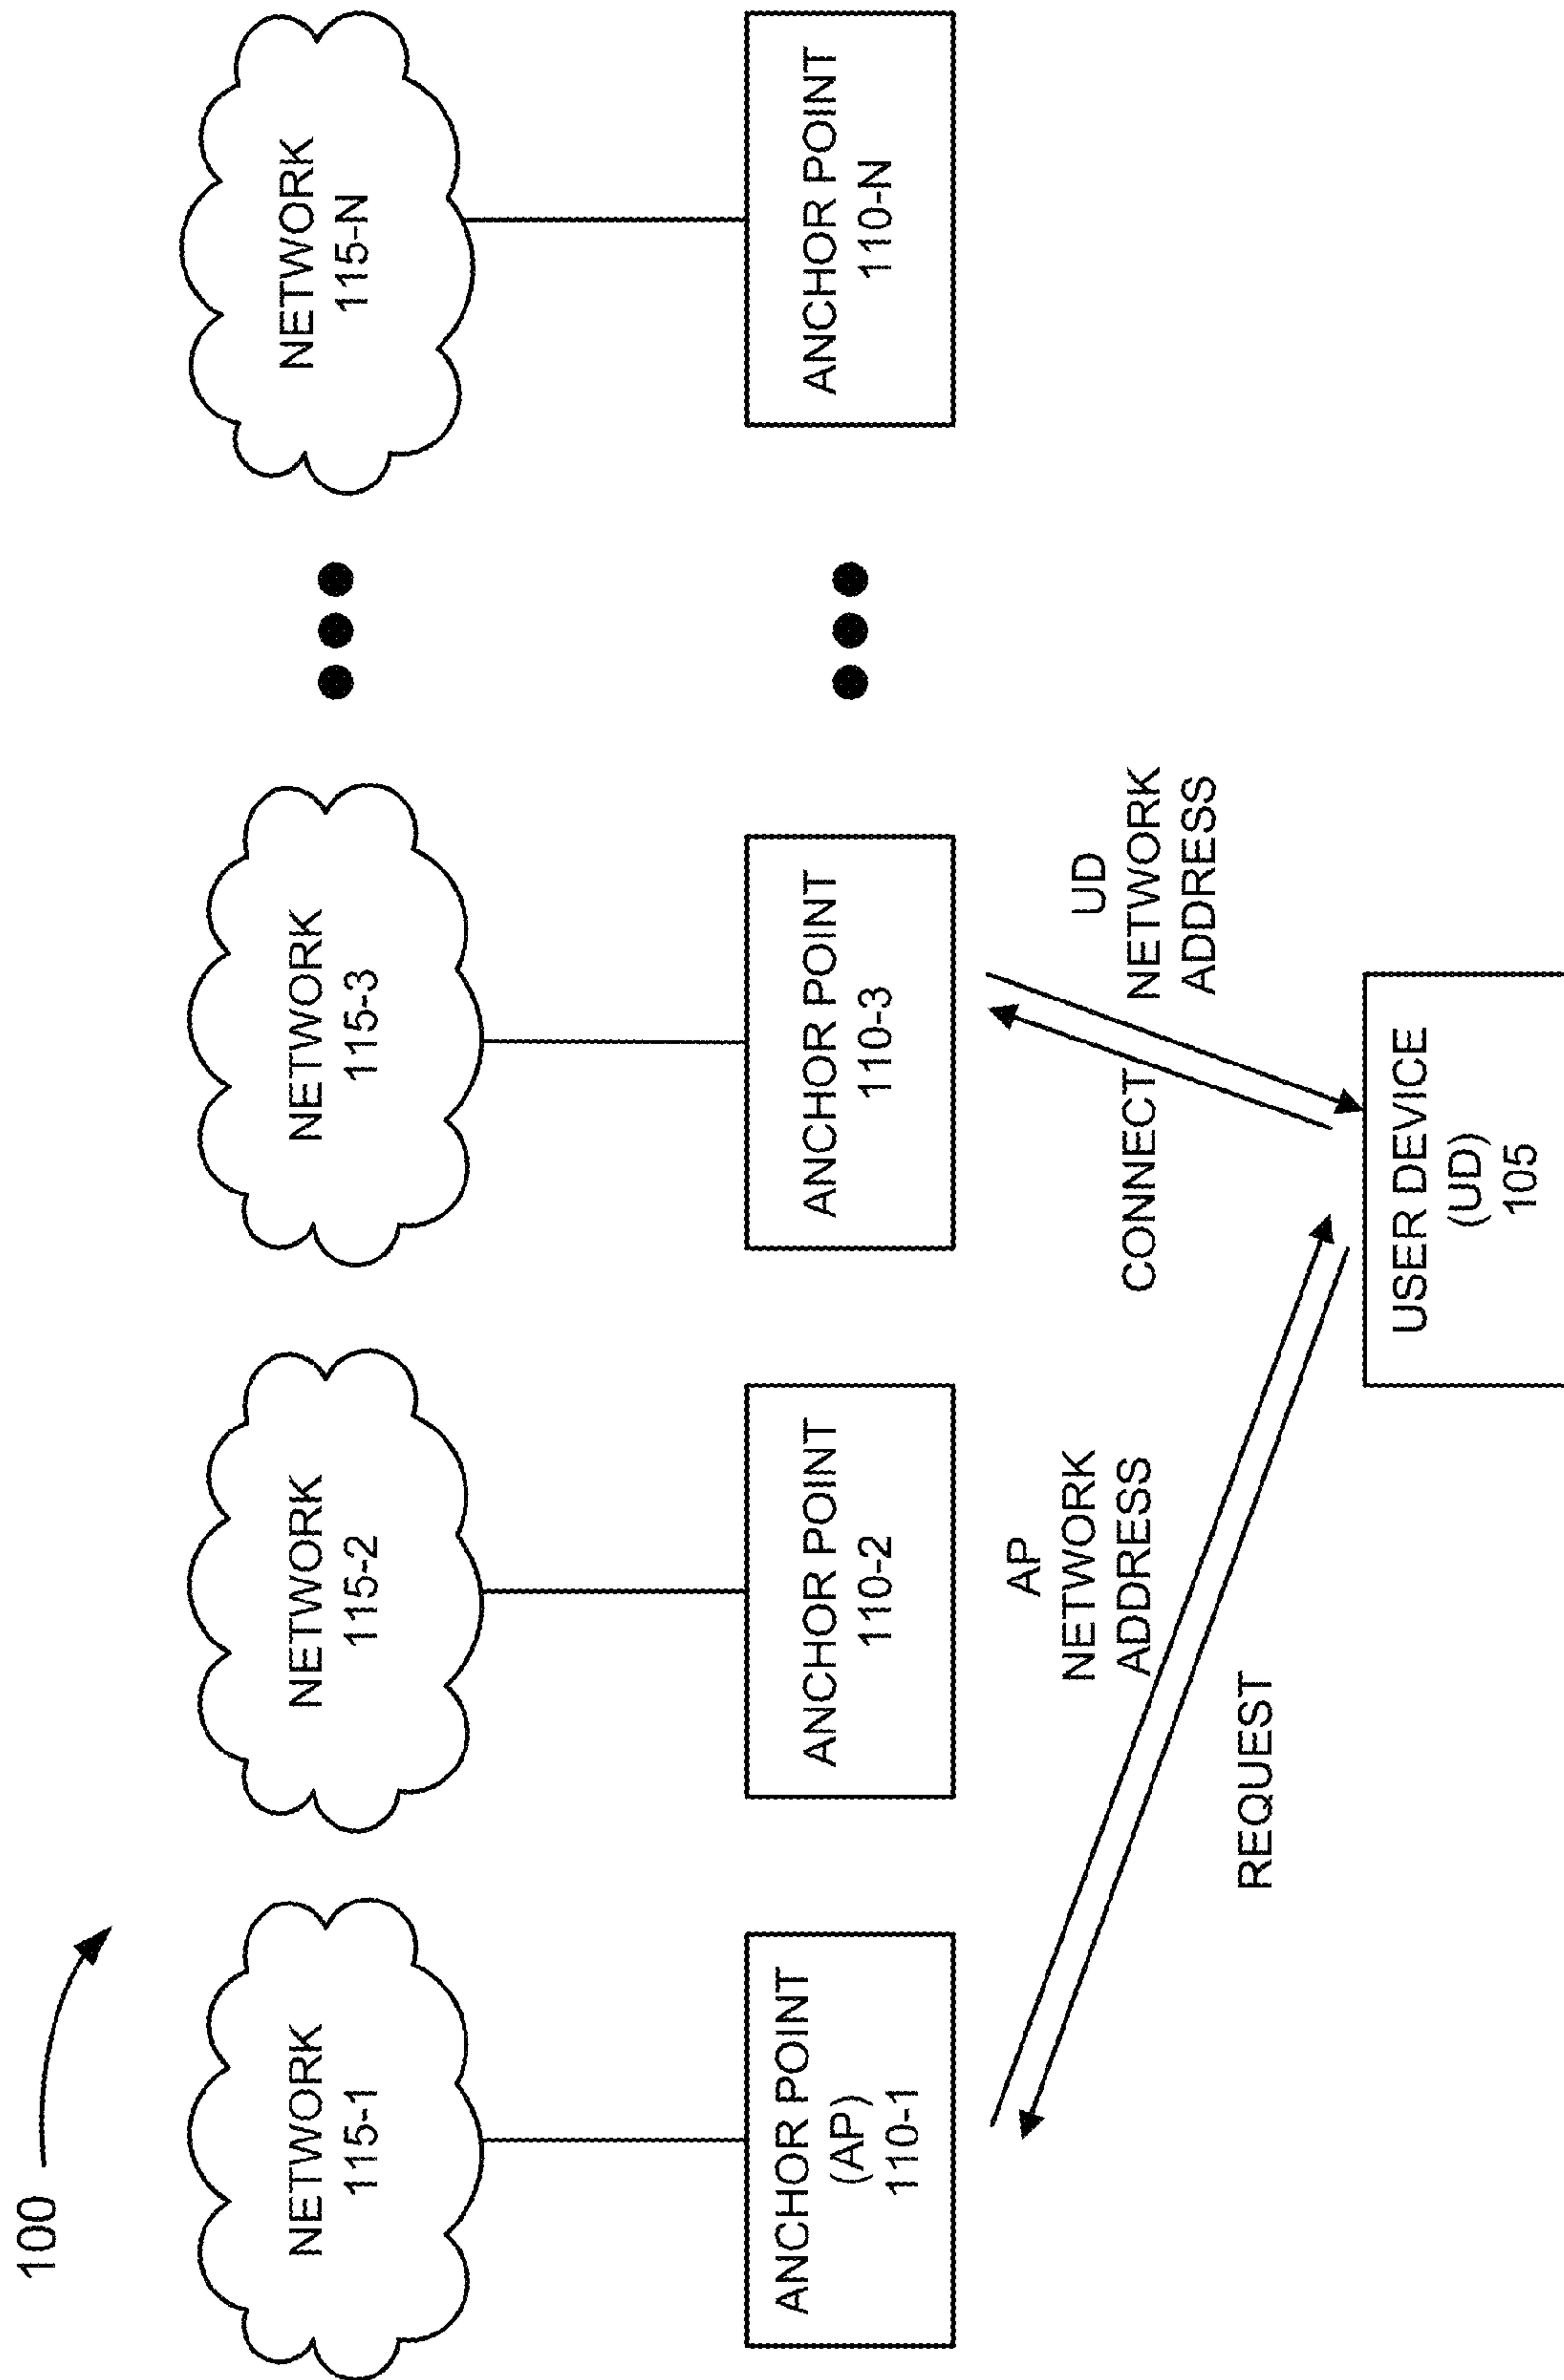 100
NETWORK
115-1
NETWORK
115-2
NETWORK
115-3
NETWORK
115-N
ANCHOR POINT
(AP)
110-1
ANCHOR POINT
110-2
ANCHOR POINT
110-3
ANCHOR POINT
110-N
AP
NETWORK
ADDRESS
REQUEST
CONNECT
UD
NETWORK
ADDRESS
USER DEVICE
(UD)
105